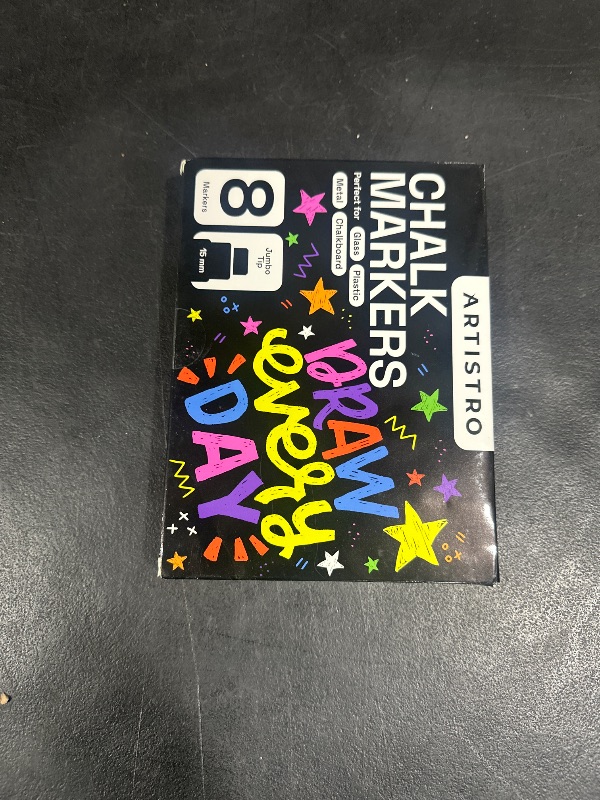 ARTISTRO
CHALK
MARKERS
Perfect for Glass Plastic
Metal Chalkboard
8
Markers
Jumbo
Tip
15 mm
DRAW
every
DAY